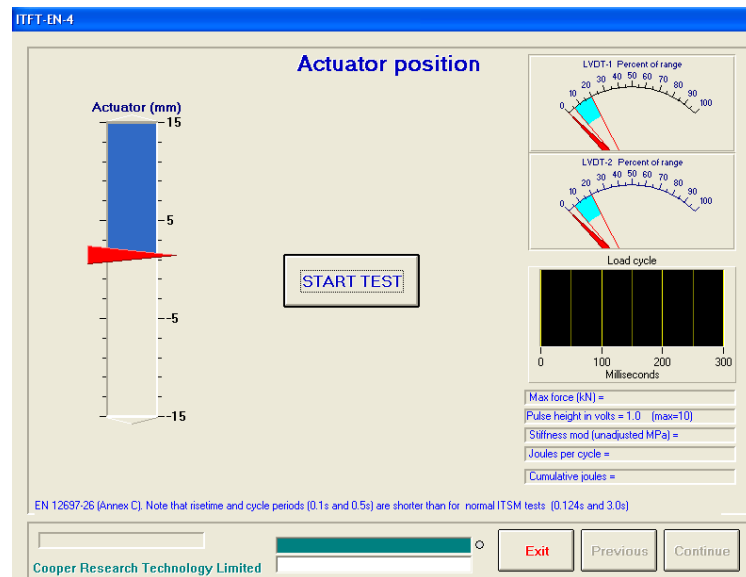 ITFT-EN-4
Actuator position
Actuator (mm)
15
5
-5
-15
LVDT-1 Percent of range
0 10 20 30 40 50 60 70 80 90 100
LVDT-2 Percent of range
0 10 20 30 40 50 60 70 80 90 100
START TEST
Load cycle
0 100 200 300
Milliseconds
Max force (kN) =
Pulse height in volts = 1.0 (max=10)
Stiffness mod (unadjusted MPa) =
Joules per cycle =
Cumulative joules =
EN 12697-26 (Annex C). Note that risetime and cycle periods (0.1s and 0.5s) are shorter than for normal ITSM tests (0.124s and 3.0s)
Cooper Research Technology Limited
Exit
Previous
Continue